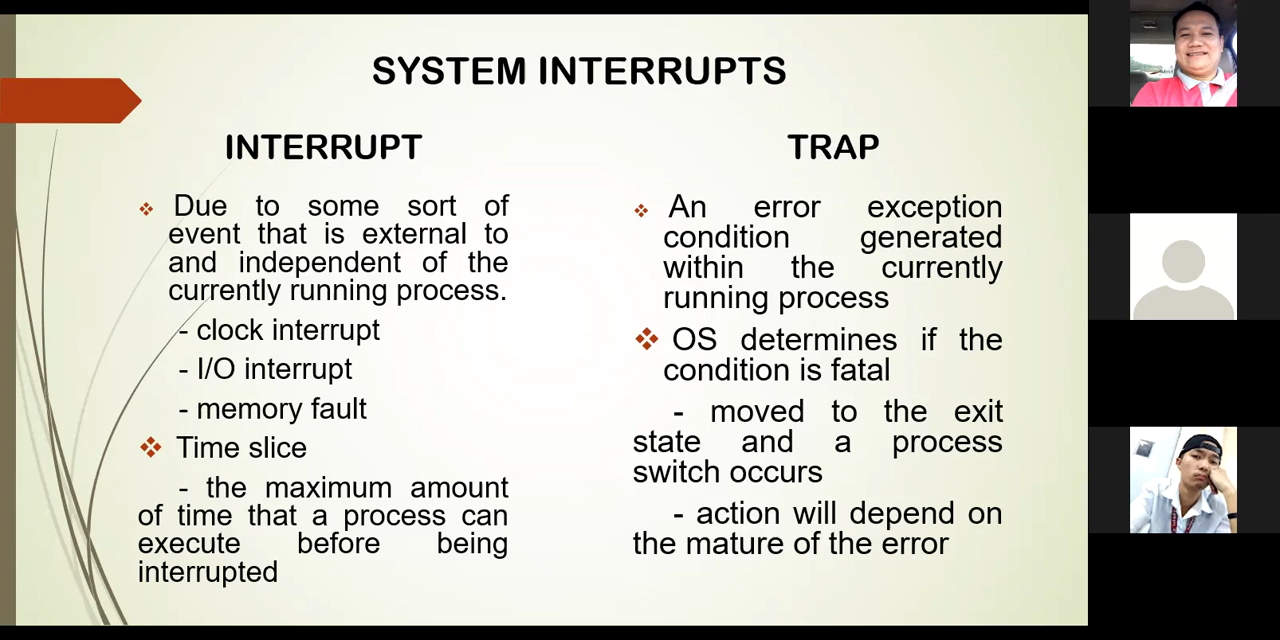 SYSTEM INTERRUPTS
INTERRUPT
❖ Due to some sort of
event that is external to
and independent of the
currently running process.
- clock interrupt
- I/O interrupt
- memory fault
❖ Time slice
- the maximum amount
of time that a process can
execute before being
interrupted
TRAP
❖ An error exception
condition generated
within the currently
running process
❖ OS determines if the
condition is fatal
- moved to the exit
state and a process
switch occurs
- action will depend on
the mature of the error